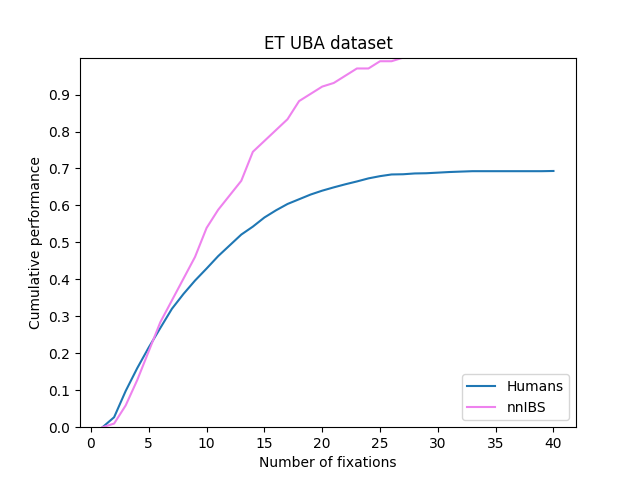 ET UBA dataset
Cumulative performance
0.9
0.8
0.7
0.6
0.5
0.4
0.3
0.2
0.1
0.0
0 5 10 15 20 25 30 35 40
Number of fixations
Humans
nnIBS